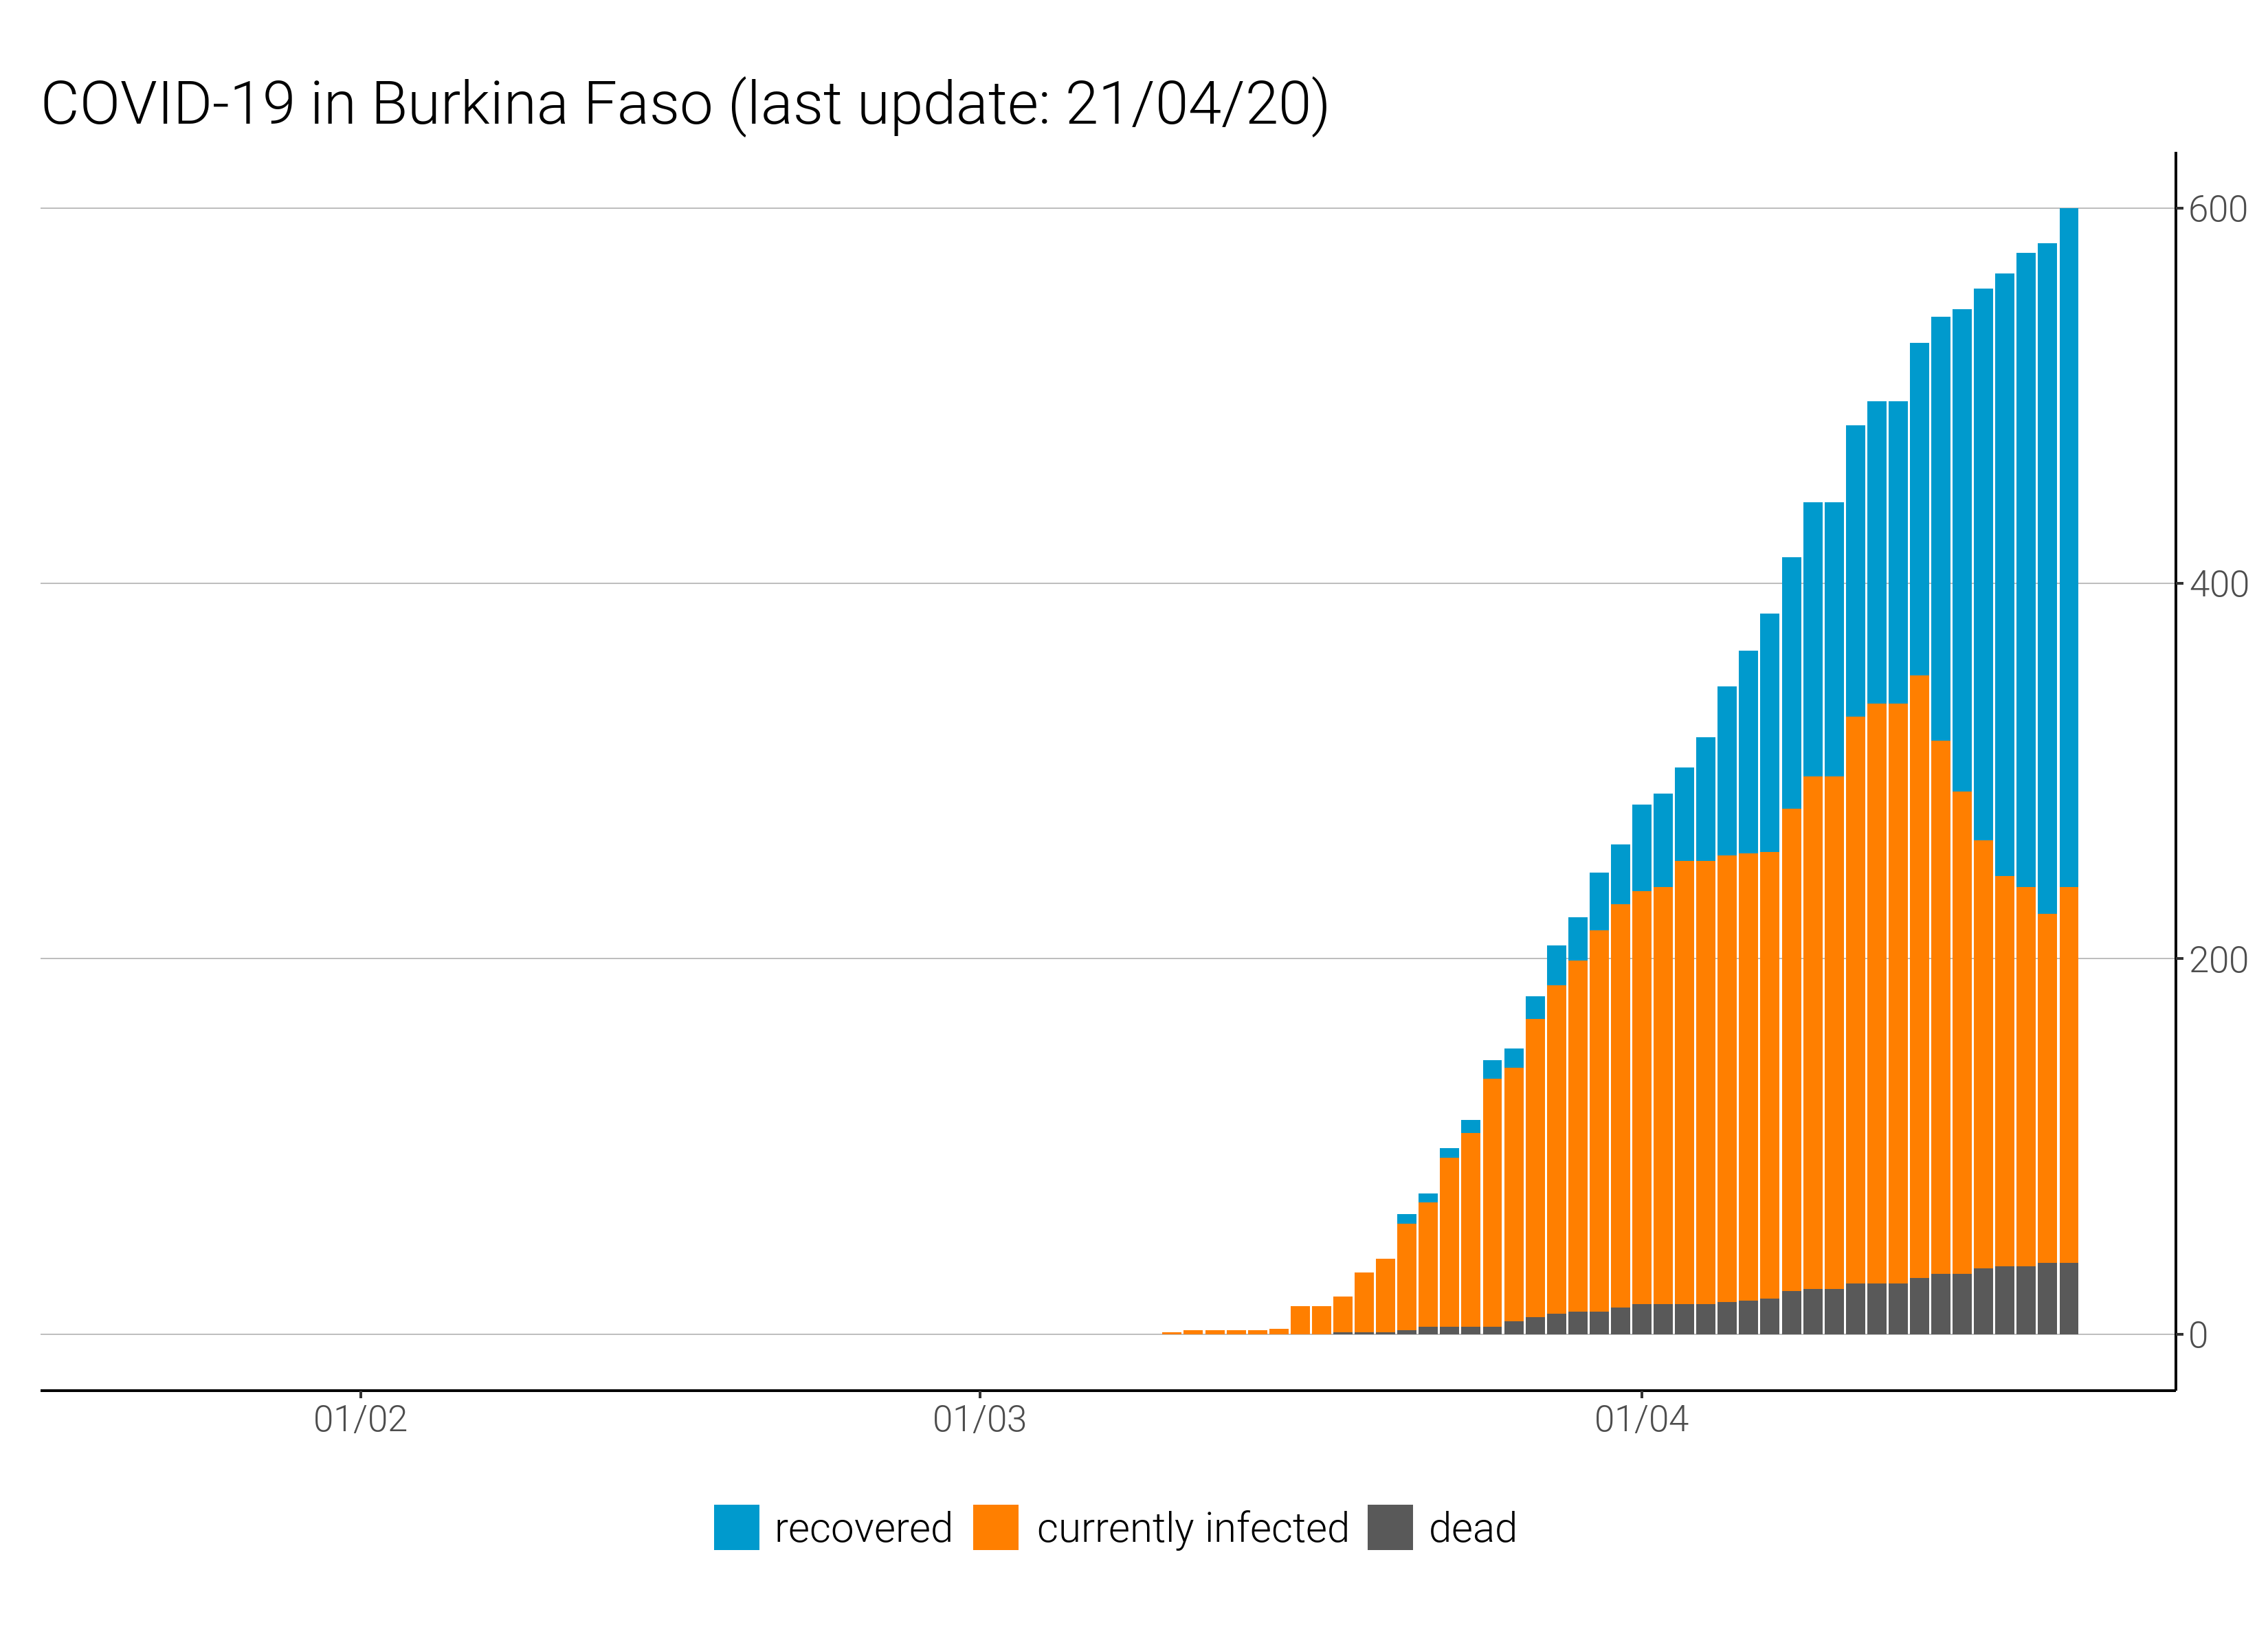 COVID-19 in Burkina Faso (last update: 21/04/20)
600
400
200
0
01/02 01/03 01/04
recovered currently infected dead